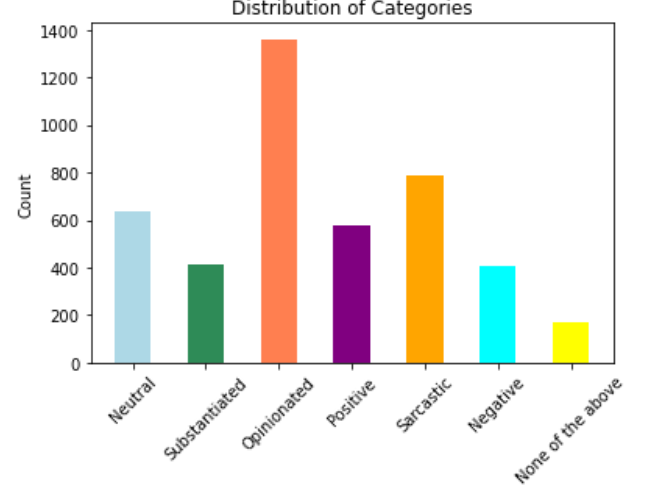 Distribution of Categories
1400
1200
1000
800
600
400
200
0
Count
Neutral
Substantiated
Opinionated
Positive
Sarcastic
Negative
None of the above